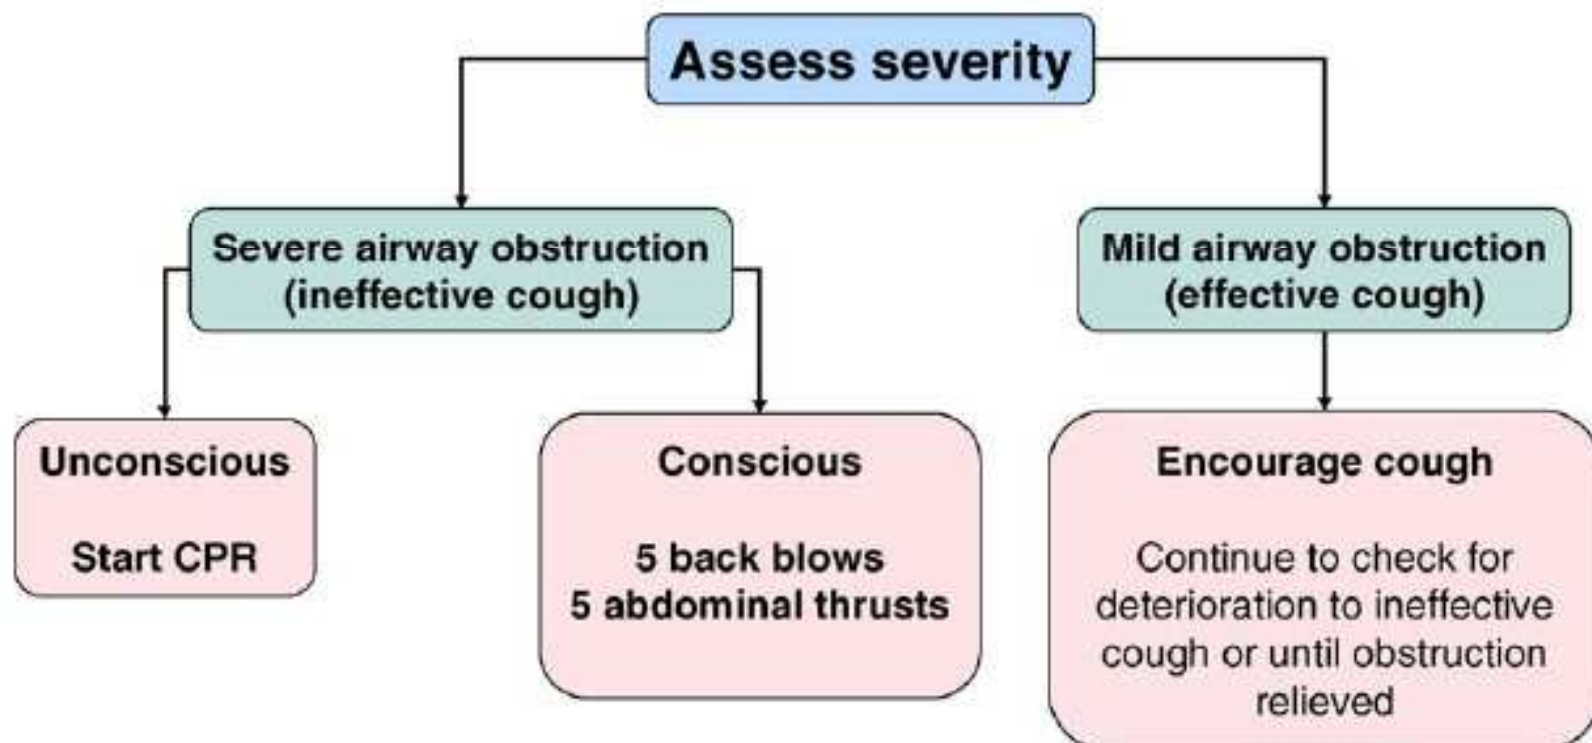 Assess severity
Severe airway obstruction
(ineffective cough)
Mild airway obstruction
(effective cough)
Unconscious
Start CPR
Conscious
5 back blows
5 abdominal thrusts
Encourage cough
Continue to check for
deterioration to ineffective
cough or until obstruction
relieved